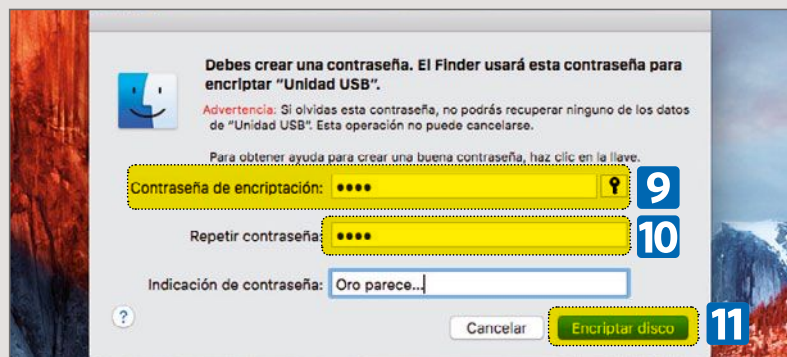 Debes crear una contraseña. El Finder usará esta contraseña para
encriptar “Unidad USB”.
Advertencia: Si olvidas esta contraseña, no podrás recuperar ninguno de los datos
de “Unidad USB”. Esta operación no puede cancelarse.
Para obtener ayuda para crear una buena contraseña, haz clic en la llave.
Contraseña de encriptación: ●●●● 9
Repetir contraseña: ●●●● 10
Indicación de contraseña: Oro parece...
? Cancelar Encriptar disco 11